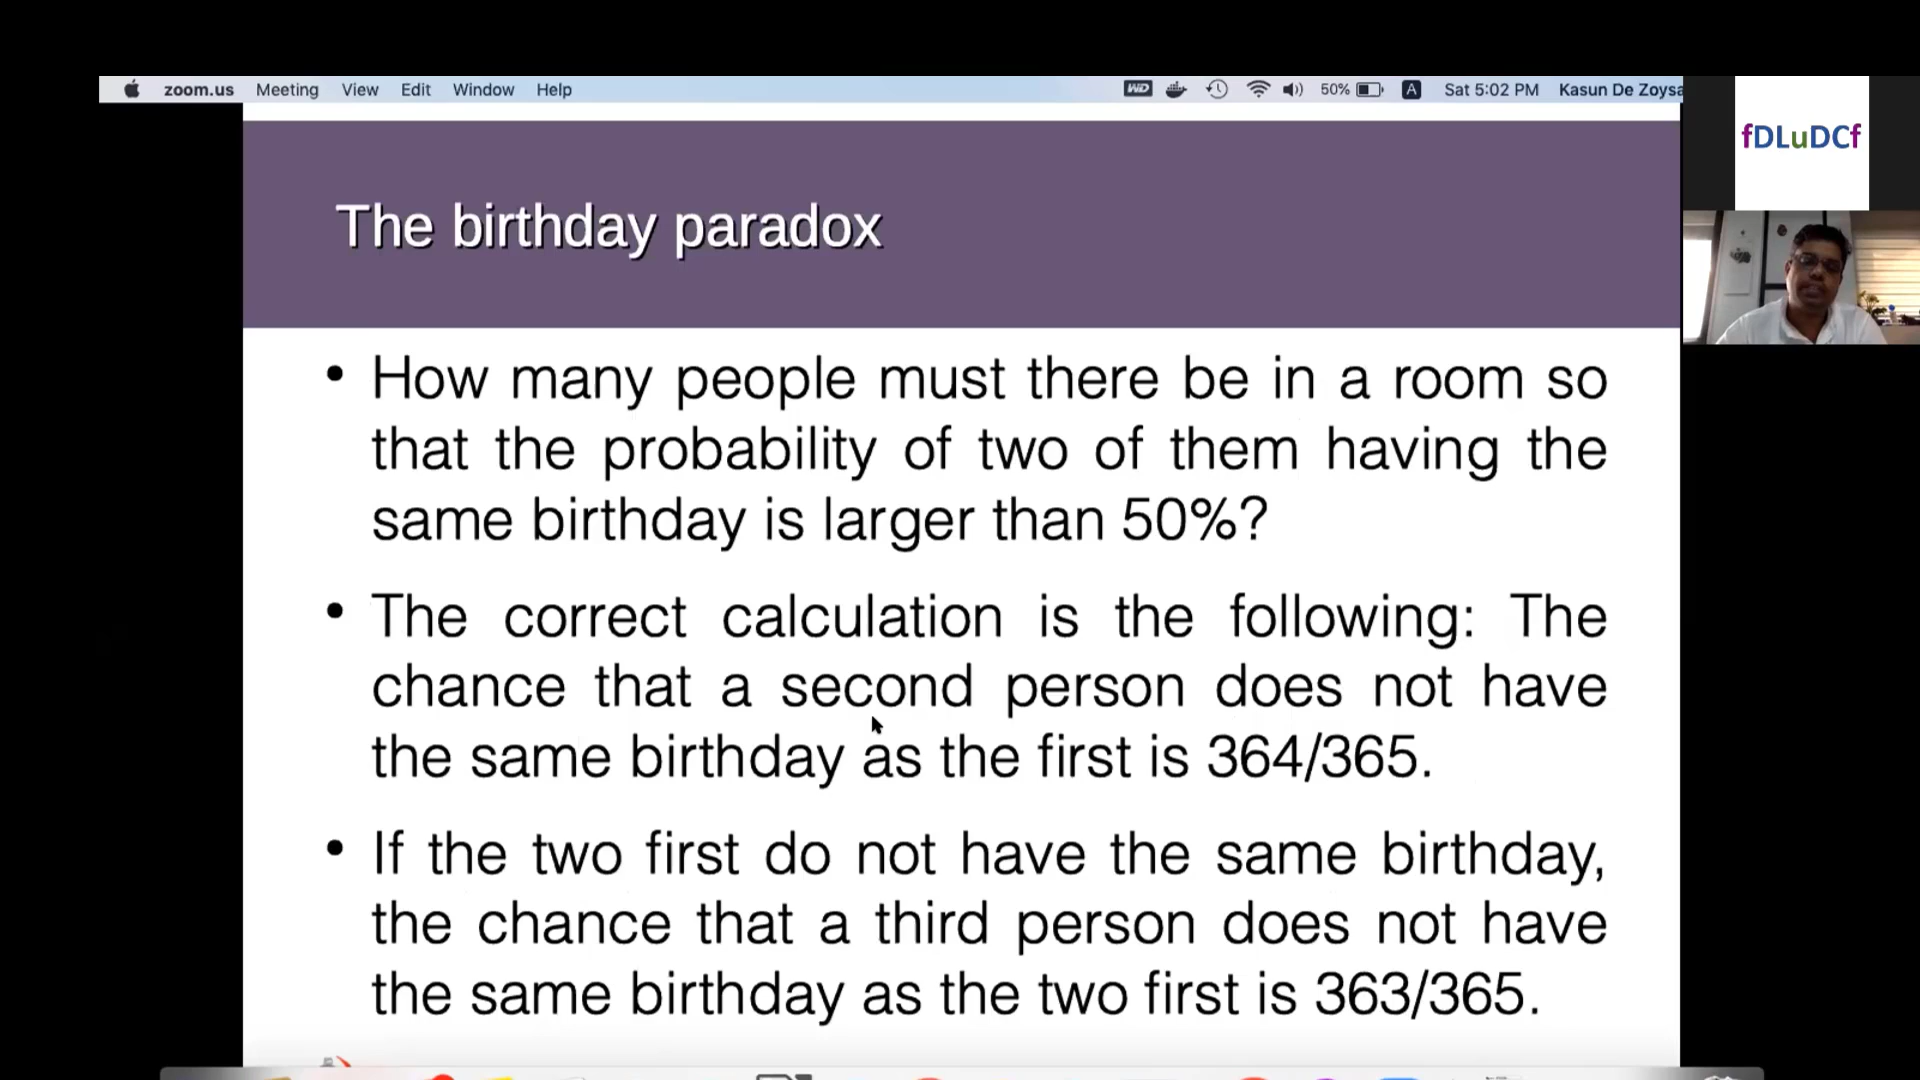 zoom.us Meeting View Edit Window Help WD 50% A Sat 5:02 PM Kasun De Zoysa
fDLuDCf
The birthday paradox
• How many people must there be in a room so
that the probability of two of them having the
same birthday is larger than 50%?
• The correct calculation is the following: The
chance that a second person does not have
the same birthday as the first is 364/365.
• If the two first do not have the same birthday,
the chance that a third person does not have
the same birthday as the two first is 363/365.